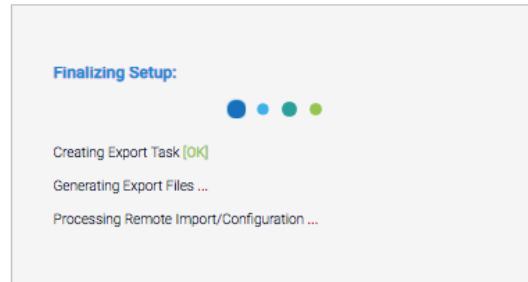 Finalizing Setup:
Creating Export Task [OK]
Generating Export Files ...
Processing Remote Import/Configuration ...